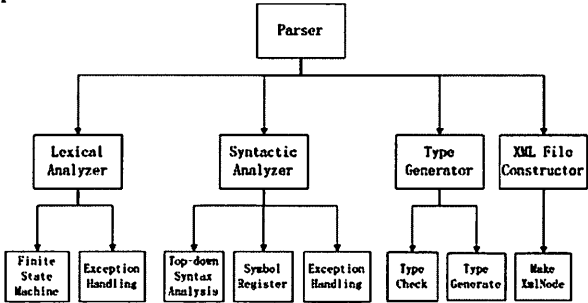 Parser
Lexical
Analyzer
Syntactic
Analyzer
Type
Generator
XML File
Constructor
Finite
State
Machine
Exception
Handling
Top-down
Syntax
Analysis
Symbol
Register
Exception
Handling
Type
Check
Type
Generate
Make
XmlNode